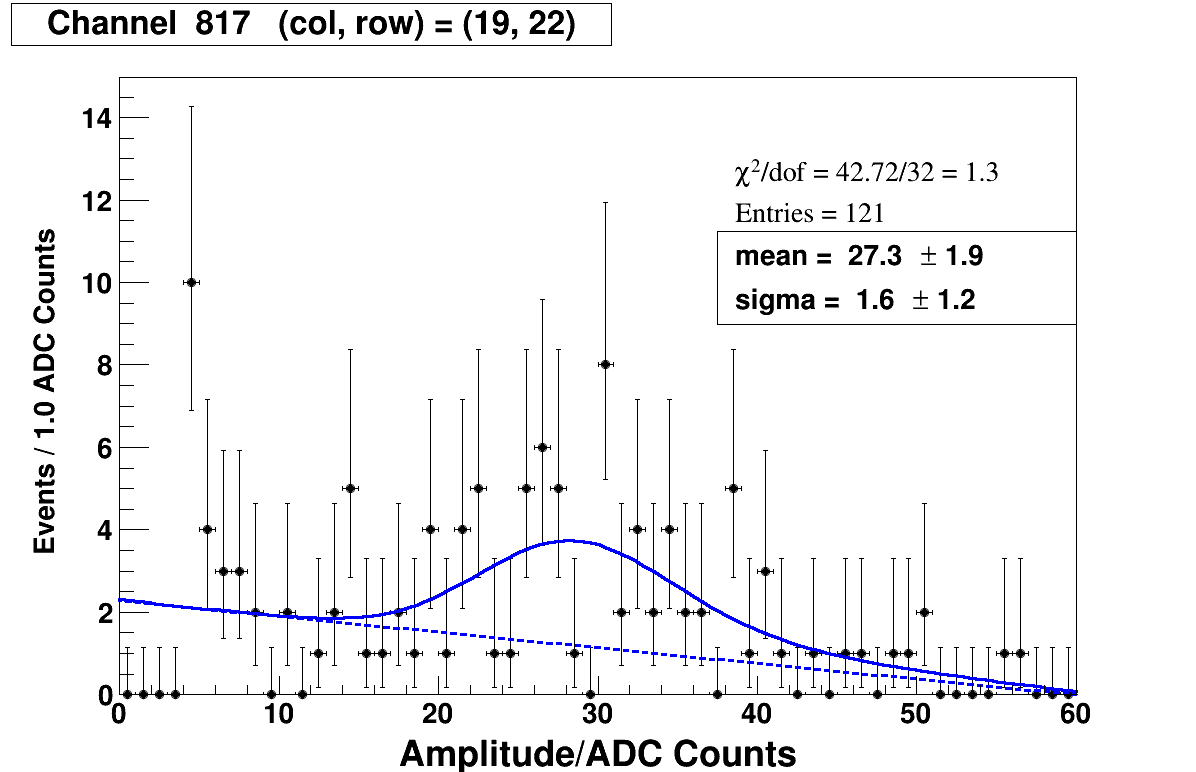 Channel 817 (col, row) = (19, 22)
χ²/dof = 42.72/32 = 1.3
Entries = 121
mean = 27.3 ± 1.9
sigma = 1.6 ± 1.2
Events / 1.0 ADC Counts
14
12
10
8
6
4
2
0
0 10 20 30 40 50 60
Amplitude/ADC Counts